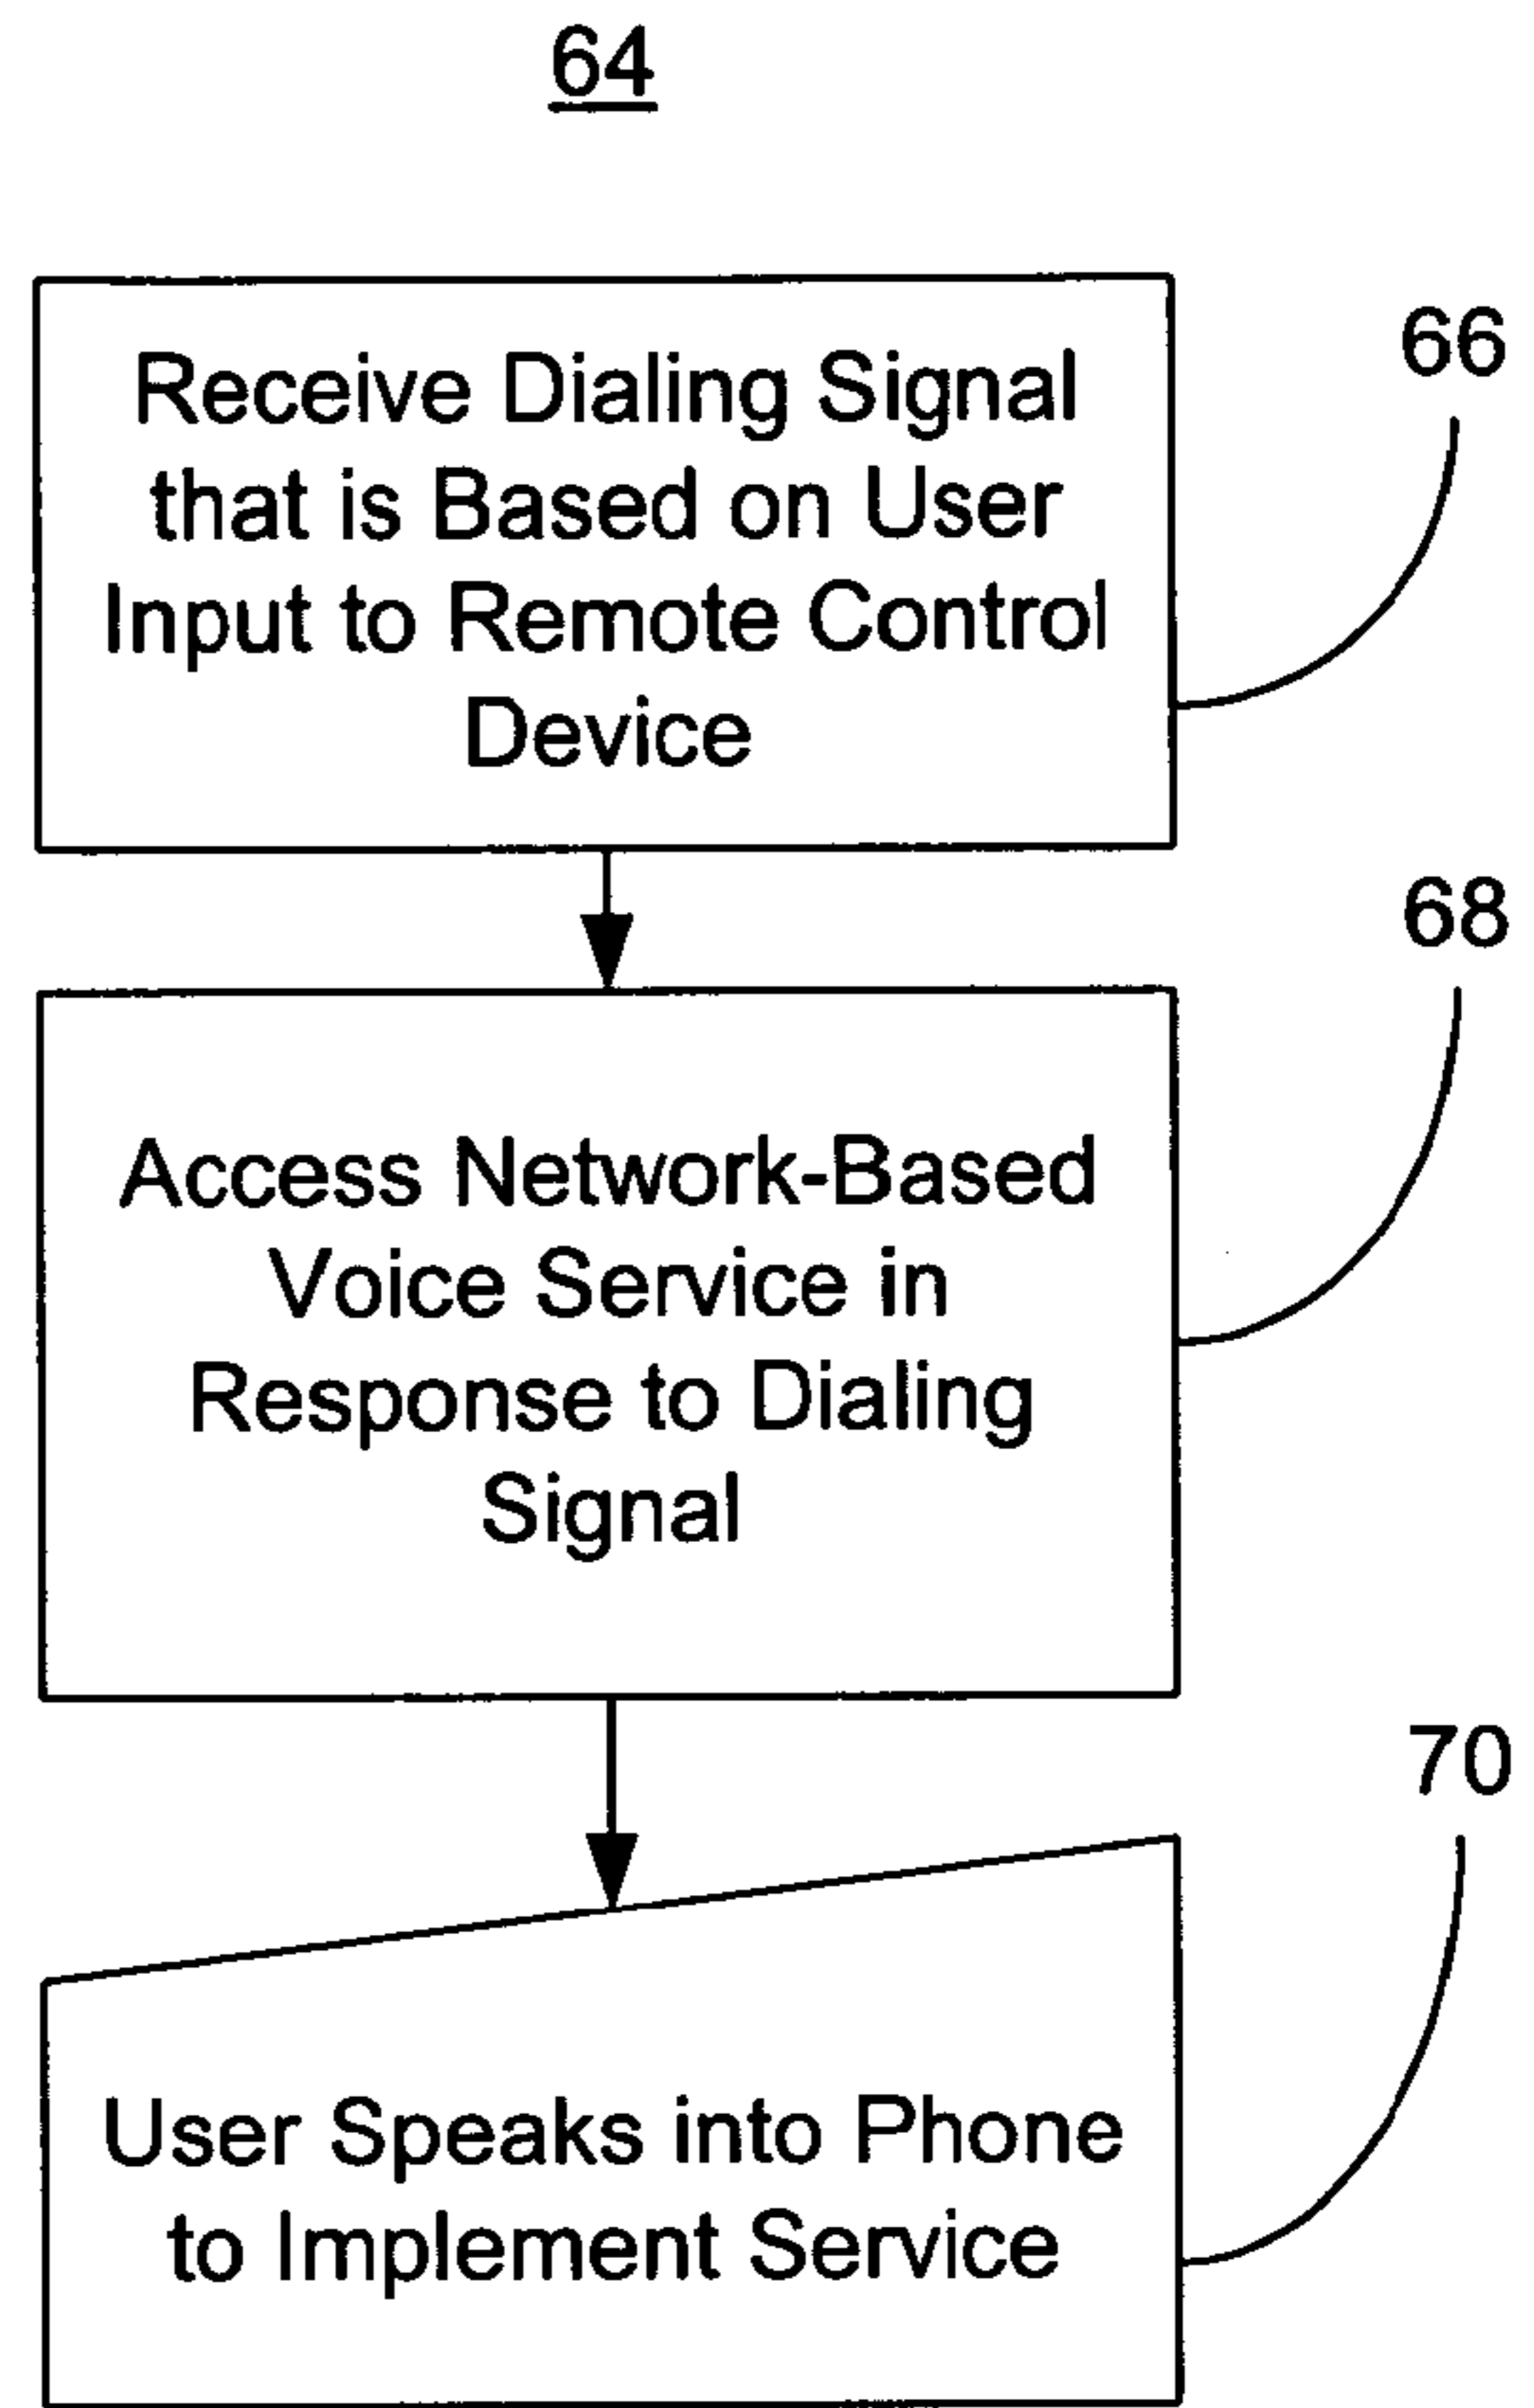 64
Receive Dialing Signal
that is Based on User
Input to Remote Control
Device
66
Access Network-Based
Voice Service in
Response to Dialing
Signal
68
User Speaks into Phone
to Implement Service
70